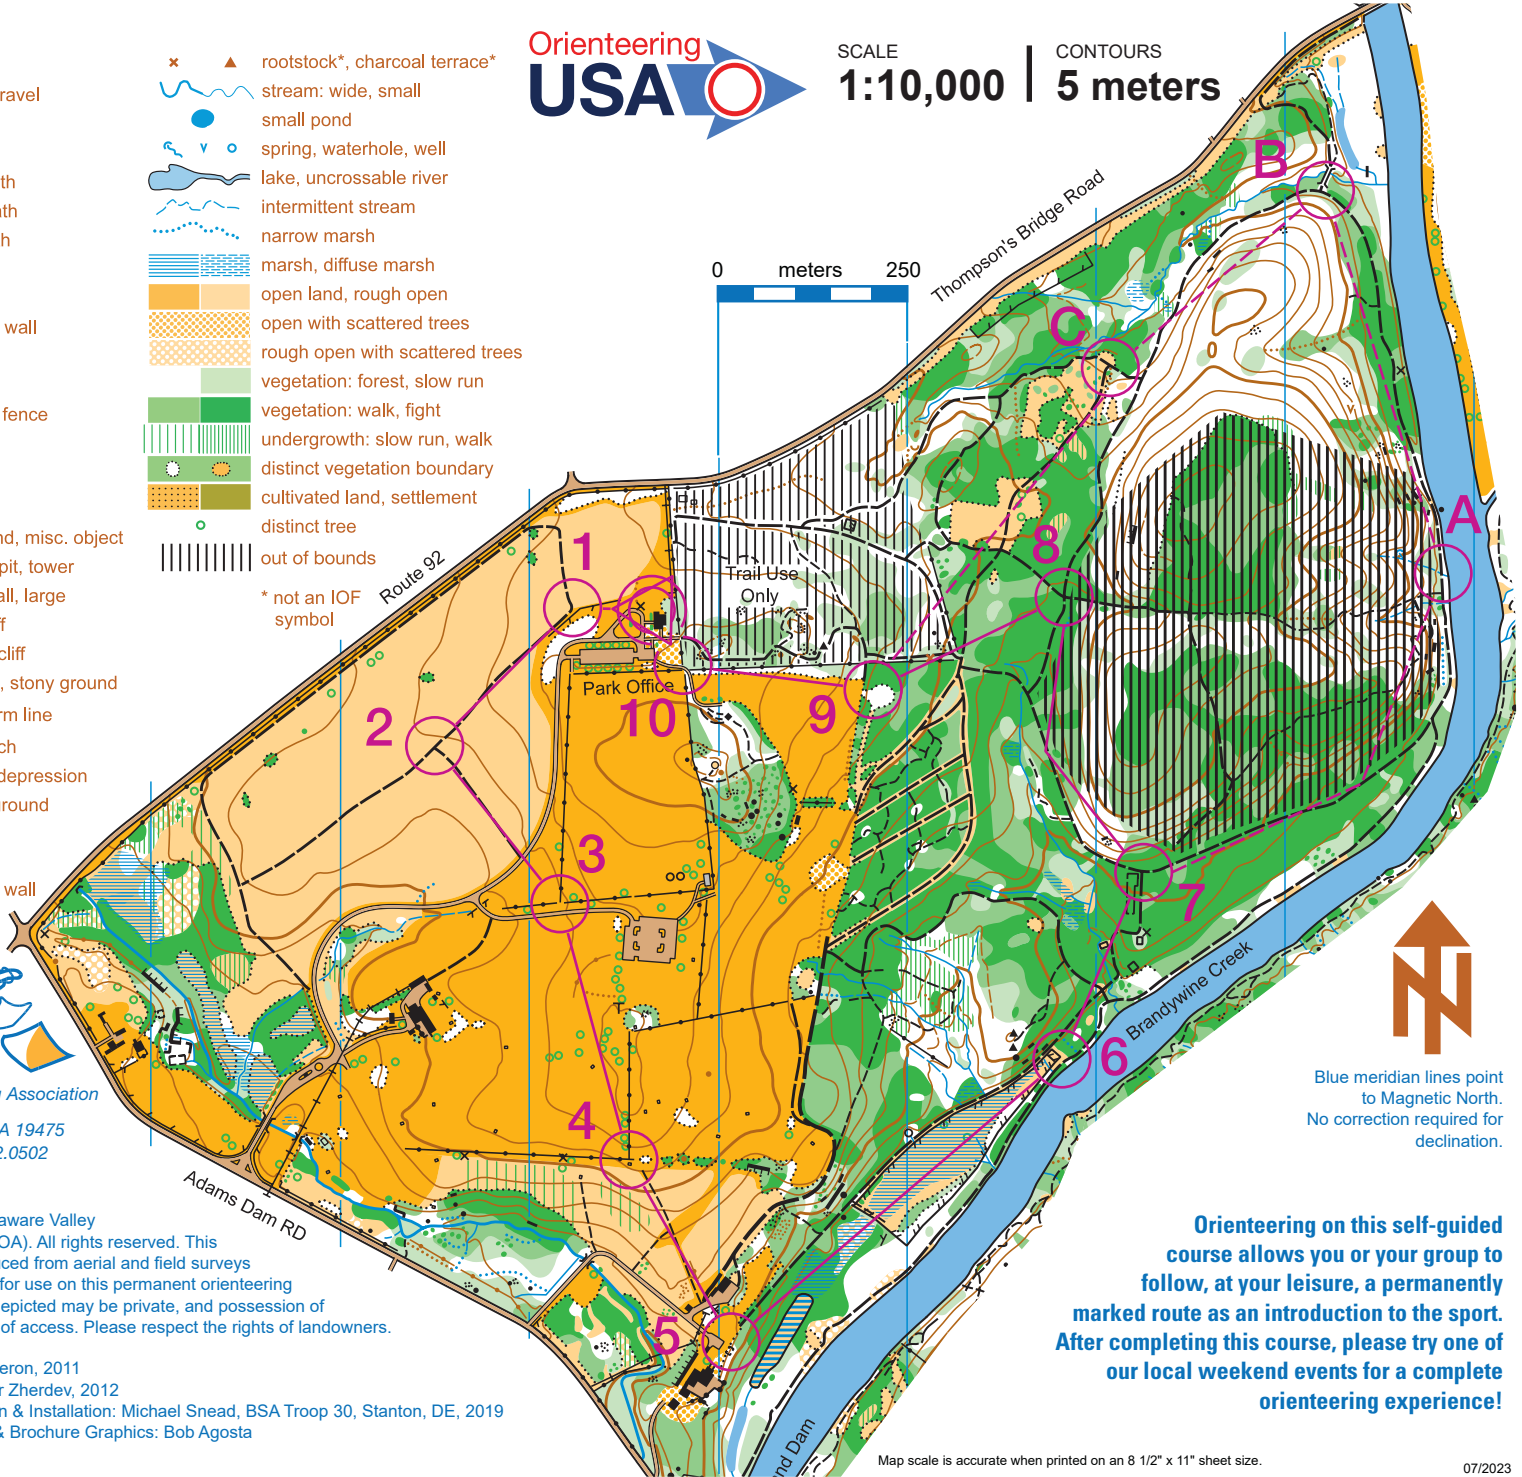 ravel
th
ath
h
wall
fence
nd, misc. object
pit, tower
all, large
ff
cliff
, stony ground
rm line
ch
depression
ground
wall
rootstock*, charcoal terrace*
stream: wide, small
small pond
spring, waterhole, well
lake, uncrossable river
intermittent stream
narrow marsh
marsh, diffuse marsh
open land, rough open
open with scattered trees
rough open with scattered trees
vegetation: forest, slow run
vegetation: walk, fight
undergrowth: slow run, walk
distinct vegetation boundary
cultivated land, settlement
distinct tree
out of bounds
* not an IOF
symbol
Orienteering
USA
SCALE
1:10,000
CONTOURS
5 meters
0 meters 250
Thompson's Bridge Road
Route 92
Trail Use
Only
Park Office
Adams Dam RD
Brandywine Creek
nd Dam
B
C
A
8
1
2
10
9
3
7
6
4
5
N
Blue meridian lines point
to Magnetic North.
No correction required for
declination.
Association
A 19475
2.0502
aware Valley
OA). All rights reserved. This
uced from aerial and field surveys
for use on this permanent orienteering
epicted may be private, and possession of
of access. Please respect the rights of landowners.
eron, 2011
r Zherdev, 2012
n & Installation: Michael Snead, BSA Troop 30, Stanton, DE, 2019
& Brochure Graphics: Bob Agosta
Orienteering on this self-guided
course allows you or your group to
follow, at your leisure, a permanently
marked route as an introduction to the sport.
After completing this course, please try one of
our local weekend events for a complete
orienteering experience!
Map scale is accurate when printed on an 8 1/2" x 11" sheet size.
07/2023